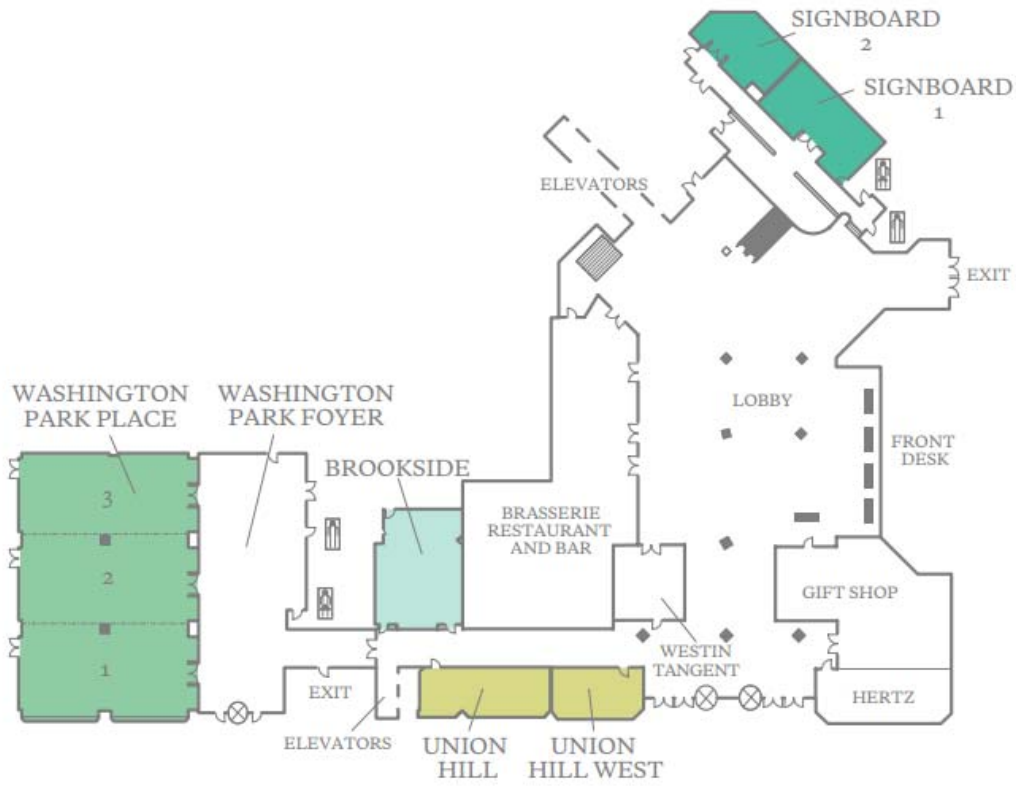 SIGNBOARD
2
SIGNBOARD
1
ELEVATORS
EXIT
WASHINGTON
PARK PLACE
WASHINGTON
PARK FOYER
LOBBY
FRONT
DESK
BROOKSIDE
3
BRASSERIE
RESTAURANT
AND BAR
2
GIFT SHOP
WESTIN
TANGENT
1
EXIT
HERTZ
ELEVATORS
UNION
HILL
UNION
HILL WEST